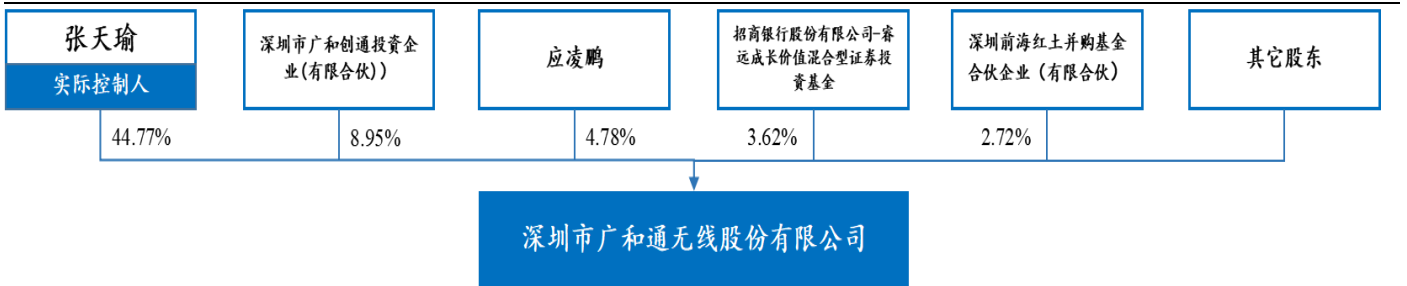 张天瑜
实际控制人
深圳市广和创通投资企
业(有限合伙))
应凌鹏
招商银行股份有限公司-睿
远成长价值混合型证券投
资基金
深圳前海红土并购基金
合伙企业（有限合伙）
其它股东
44.77%
8.95%
4.78%
3.62%
2.72%
深圳市广和通无线股份有限公司